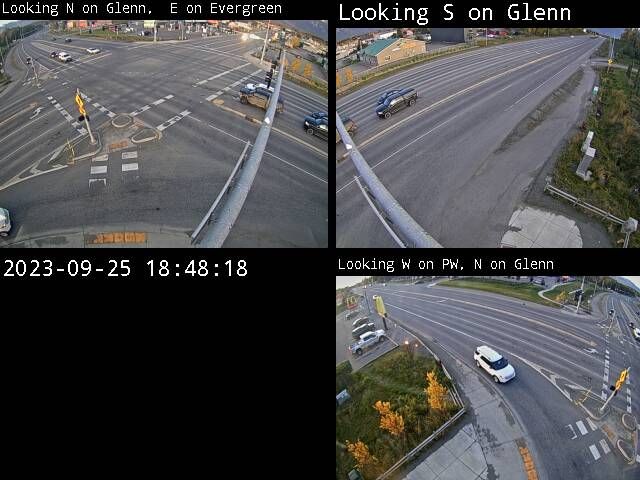 Looking N on Glenn,  E on Evergreen
Looking S on Glenn
2023-09-25 18:48:18
Looking W on PW, N on Glenn